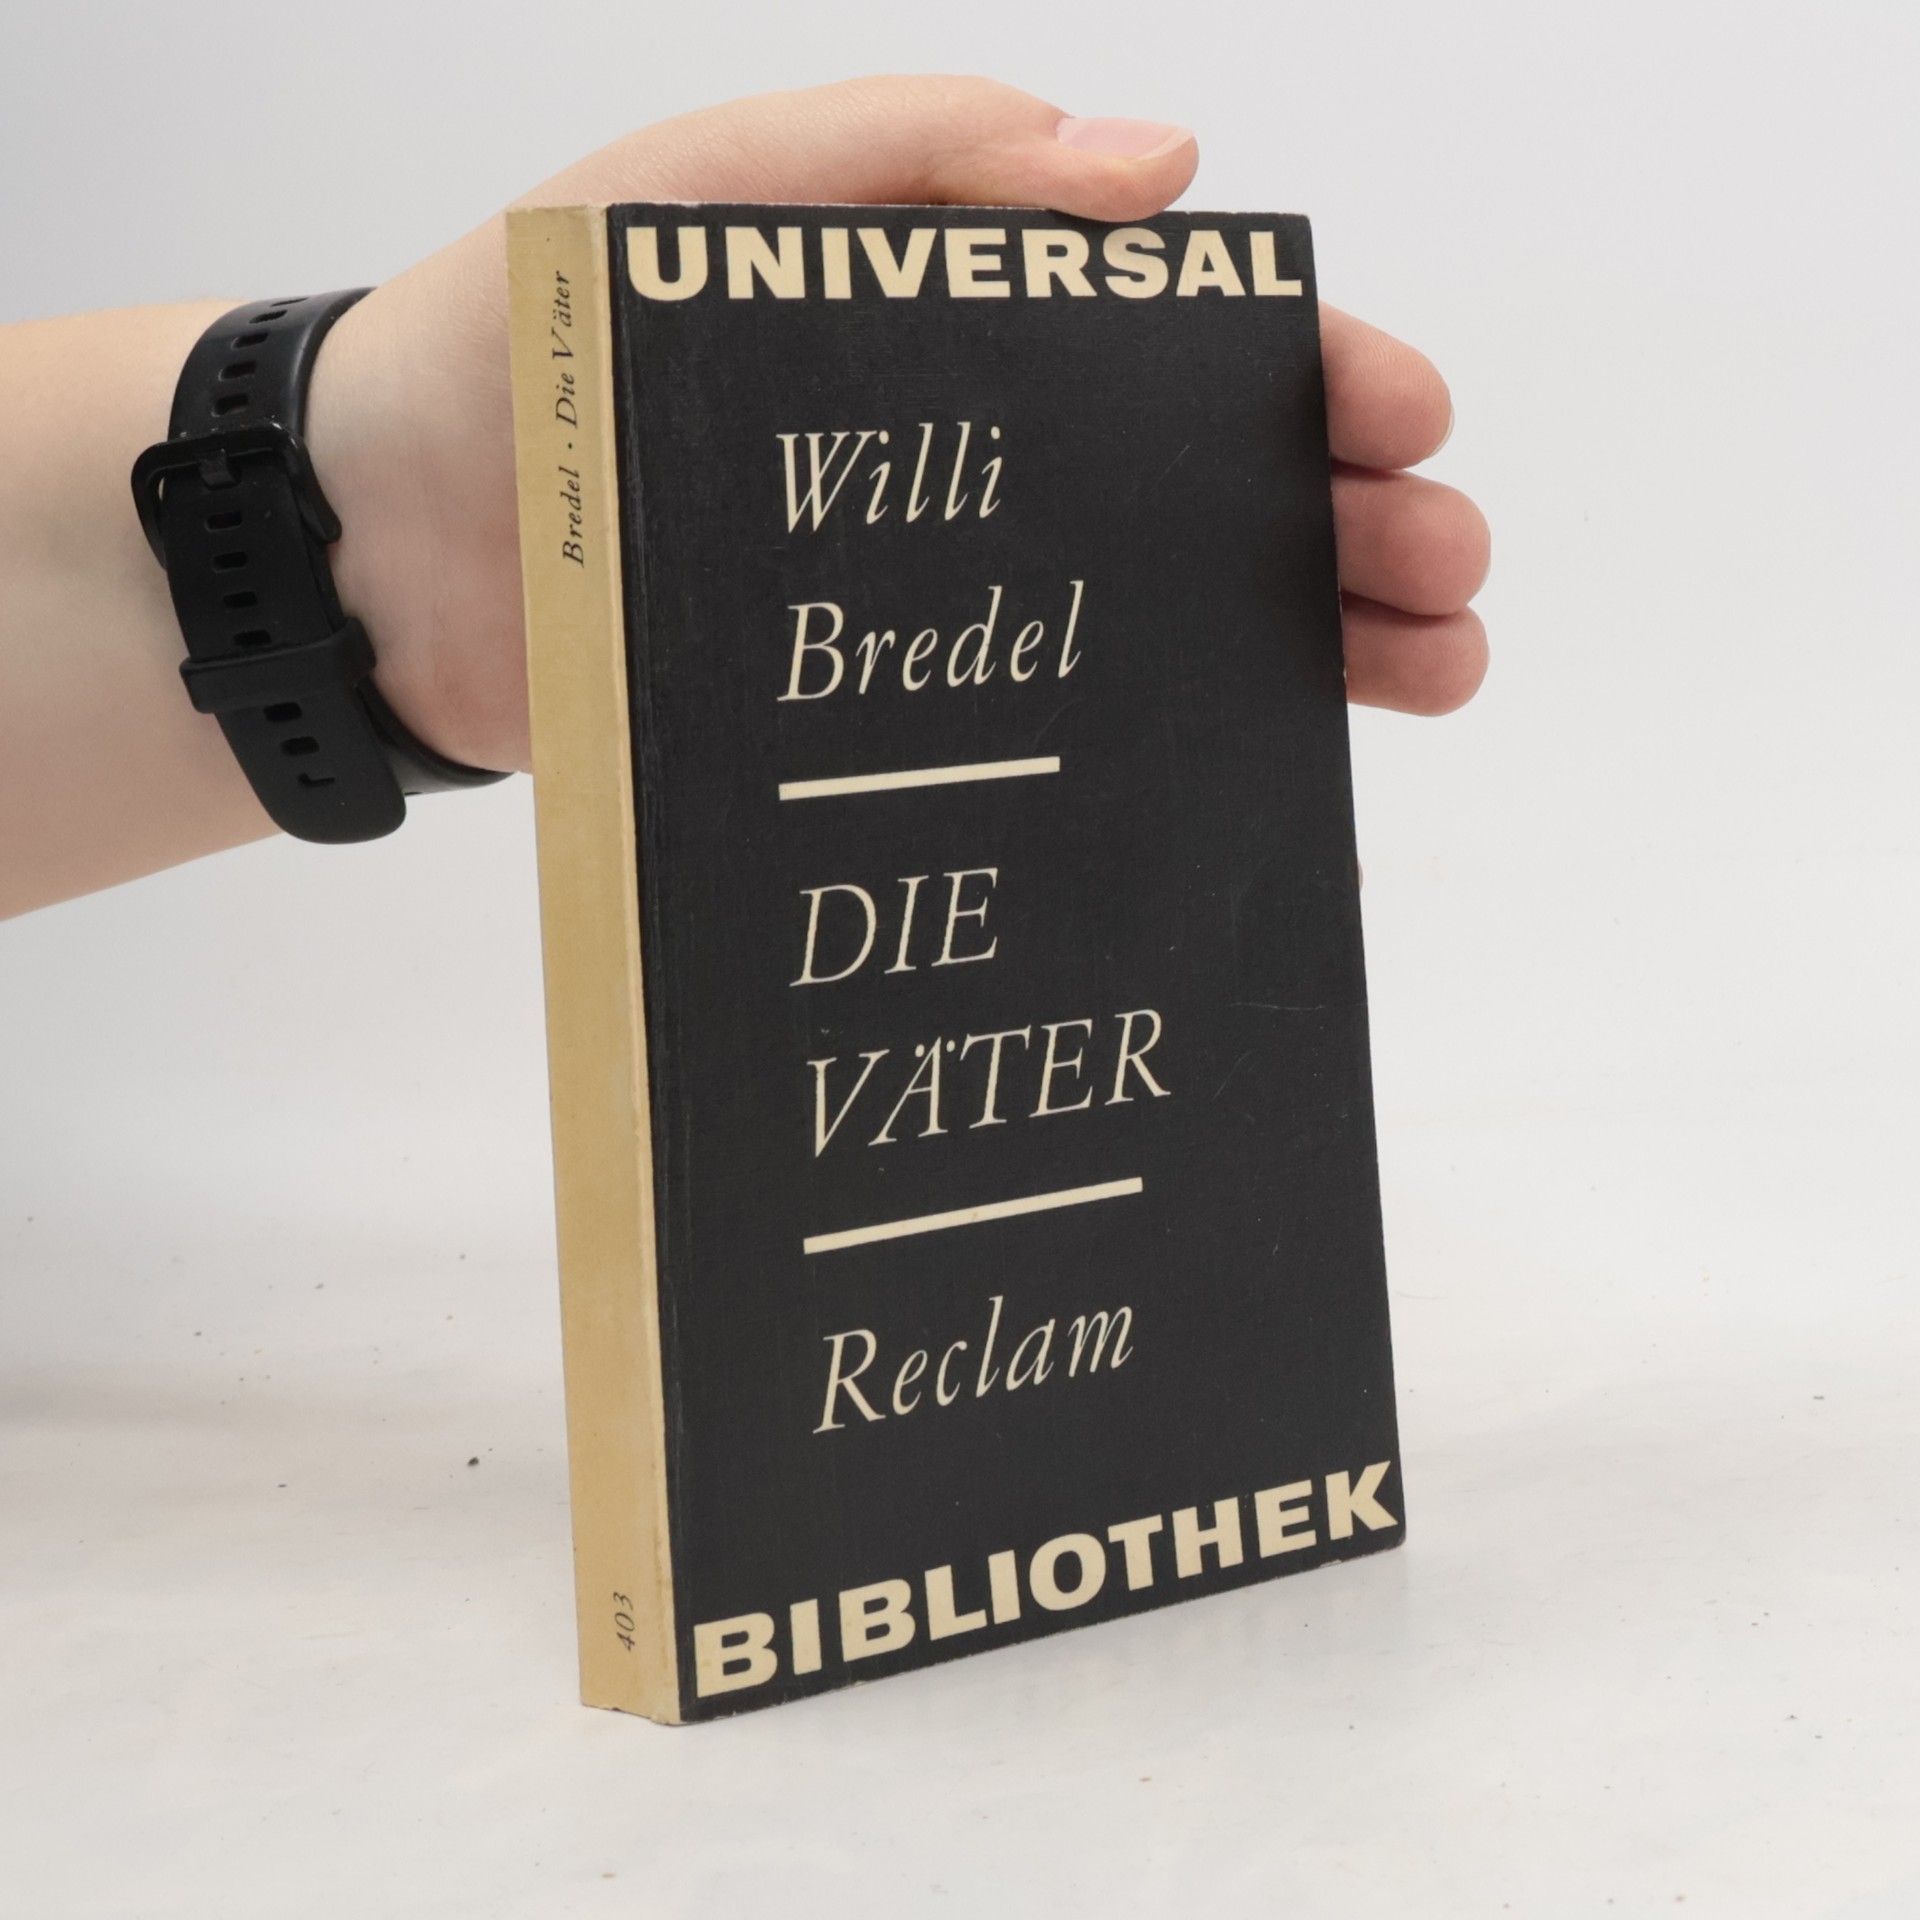 UNIVERSAL
Willi
Bredel
DIE
VÄTER
Reclam
BIBLIOTHEK
Bredel · Die Väter
403